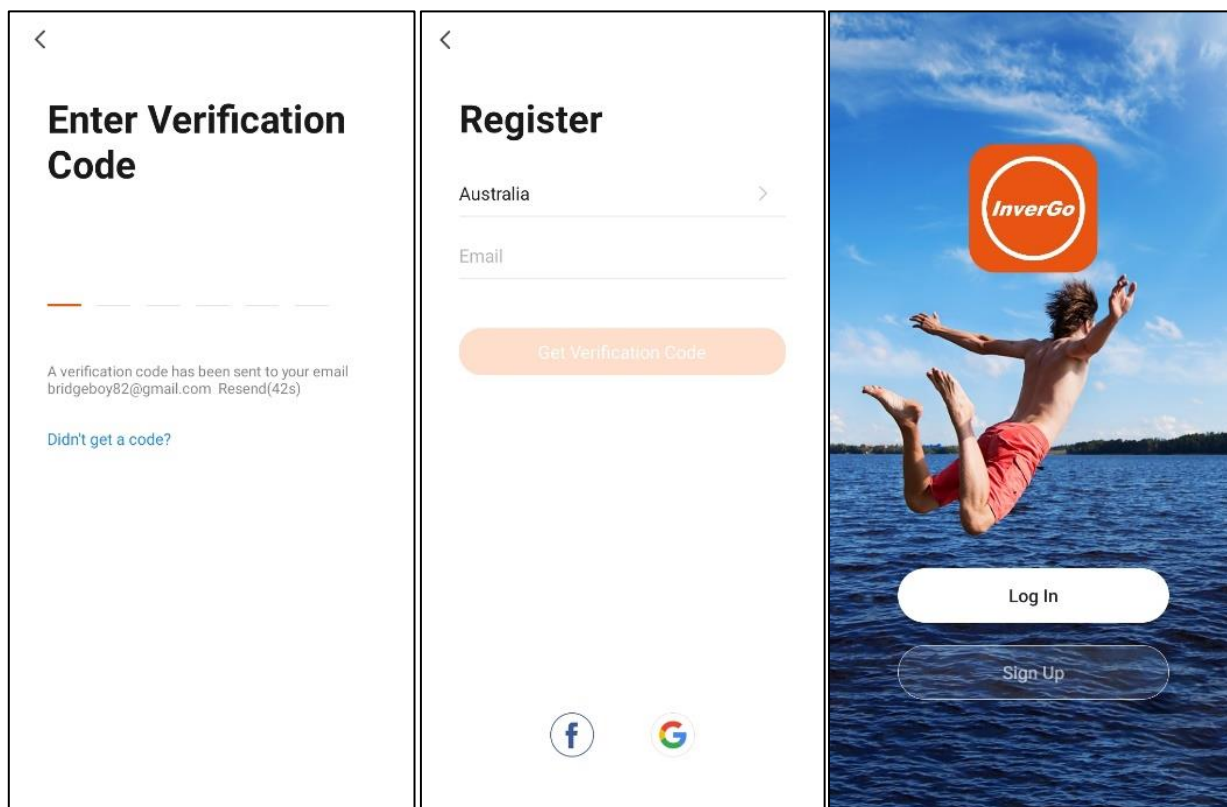 Enter Verification
Code
A verification code has been sent to your email
bridgeboy82@gmail.com Resend(42s)
Didn't get a code?
Register
Australia
Email
Get Verification Code
InverGo
Log In
Sign Up